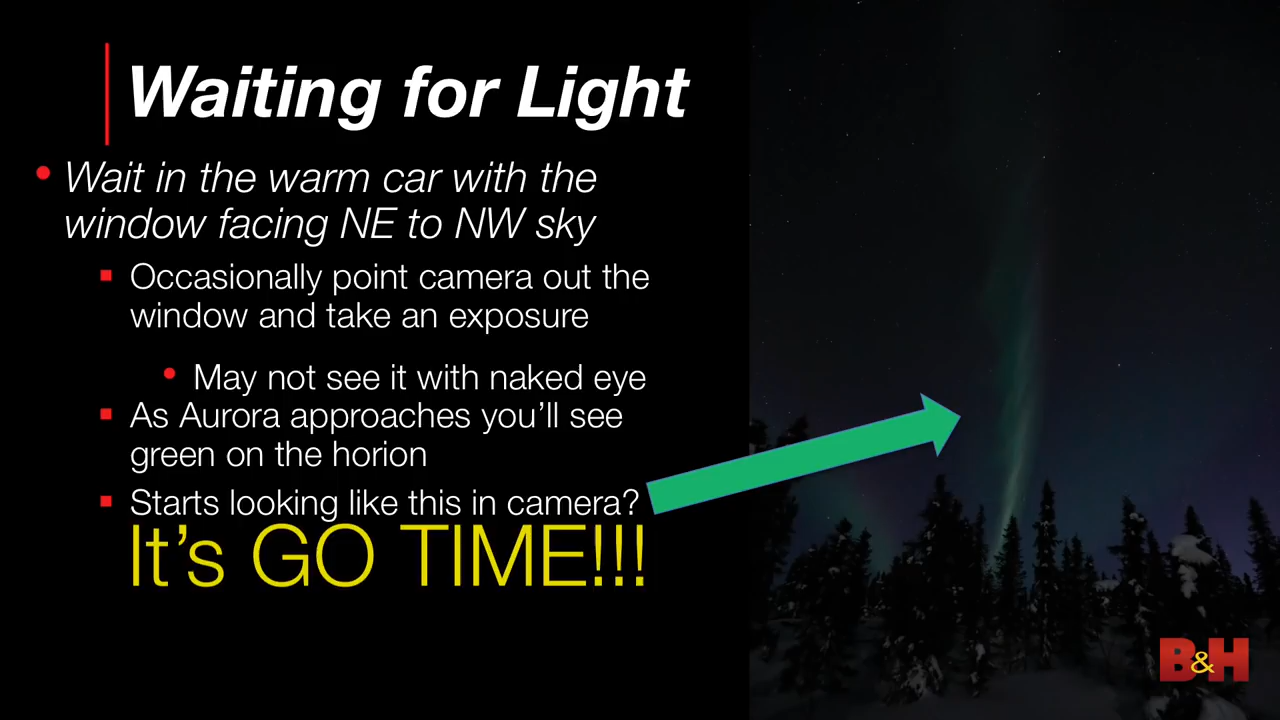 Waiting for Light
• Wait in the warm car with the
window facing NE to NW sky
▪ Occasionally point camera out the
window and take an exposure
• May not see it with naked eye
▪ As Aurora approaches you’ll see
green on the horion
▪ Starts looking like this in camera?
It’s GO TIME!!!
B&H